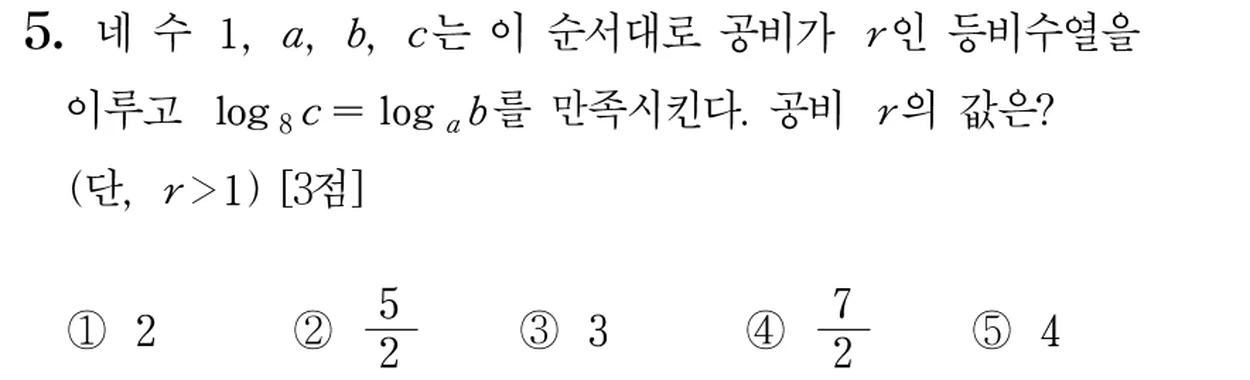 5. 네 수 1, a, b, c는 이 순서대로 공비가 r인 등비수열을
이루고 log₈c = logₐb를 만족시킨다. 공비 r의 값은?
(단, r>1) [3점]
① 2 ② 5/2 ③ 3 ④ 7/2 ⑤ 4